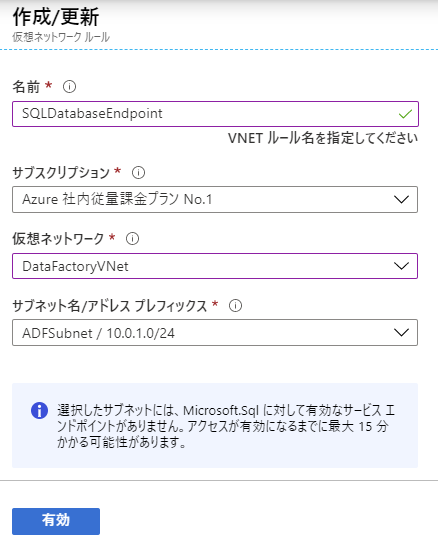 作成/更新
仮想ネットワーク ルール
名前 *
SQLDatabaseEndpoint
VNET ルール名を指定してください
サブスクリプション *
Azure 社内従量課金プラン No.1
仮想ネットワーク *
DataFactoryVNet
サブネット名/アドレス プレフィックス *
ADFSubnet / 10.0.1.0/24
選択したサブネットには、Microsoft.Sql に対して有効なサービス エ
ンドポイントがありません。アクセスが有効になるまでに最大 15 分
かかる可能性があります。
有効